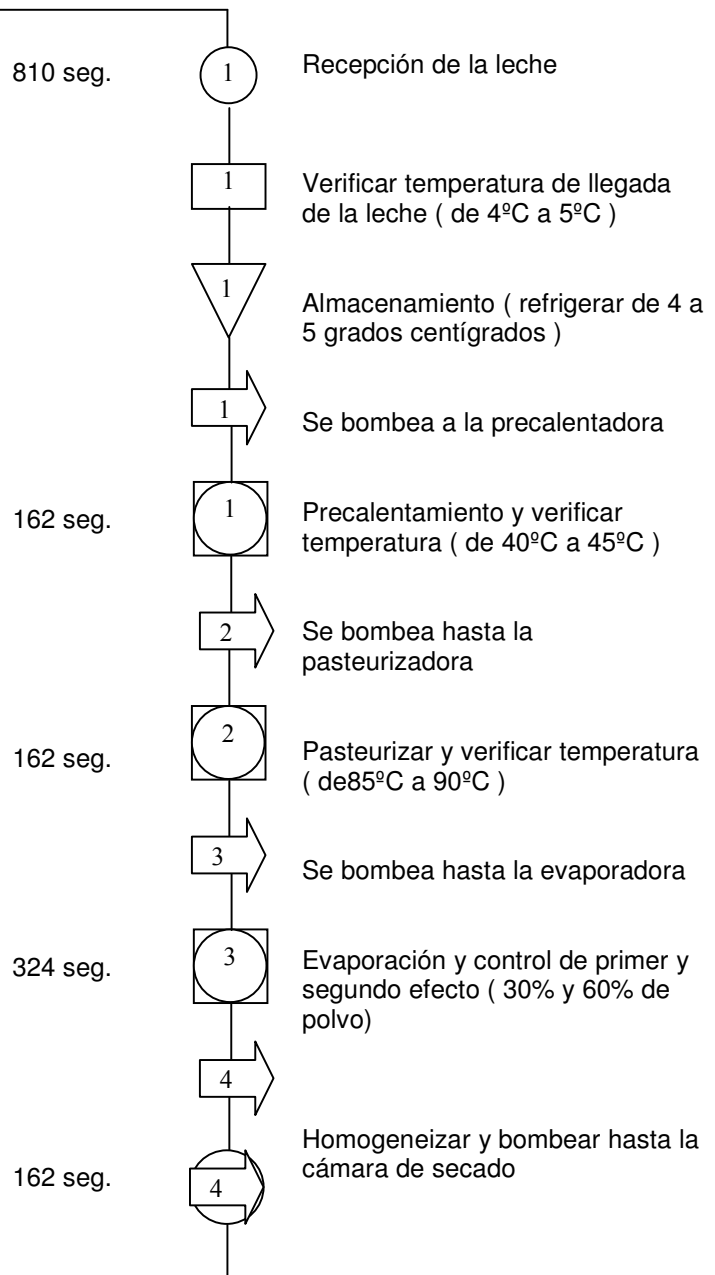 810 seg.
1
Recepción de la leche
1
Verificar temperatura de llegada
de la leche ( de 4ºC a 5ºC )
1
Almacenamiento ( refrigerar de 4 a
5 grados centígrados )
1
Se bombea a la precalentadora
162 seg.
1
Precalentamiento y verificar
temperatura ( de 40ºC a 45ºC )
2
Se bombea hasta la
pasteurizadora
162 seg.
2
Pasteurizar y verificar temperatura
( de85ºC a 90ºC )
3
Se bombea hasta la evaporadora
324 seg.
3
Evaporación y control de primer y
segundo efecto ( 30% y 60% de
polvo)
4
Homogeneizar y bombear hasta la
cámara de secado
162 seg.
4